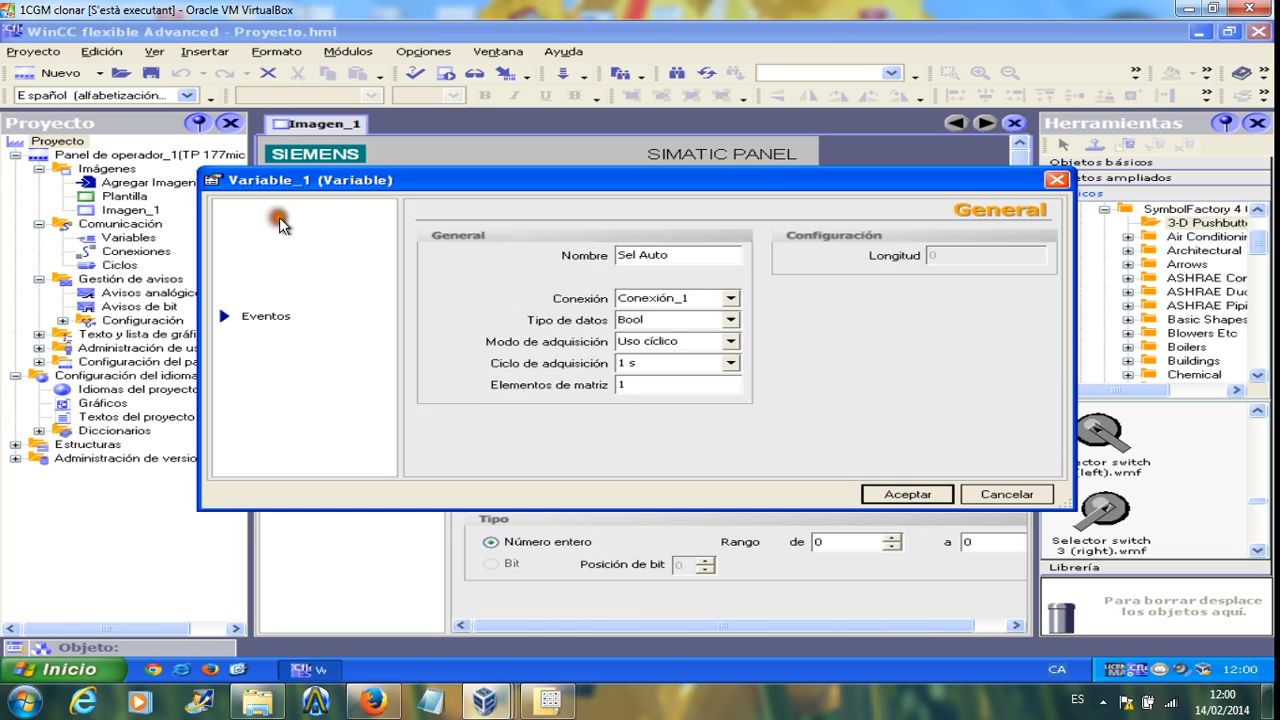 1CGM clonar [S'està executant] - Oracle VM VirtualBox
WinCC flexible Advanced - Proyecto.hmi
Proyecto Edición Ver Insertar Formato Módulos Opciones Ventana Ayuda
Nuevo
Español (alfabetización...
B I U B
Proyecto
Imagen_1
Herramientas
Proyecto
Panel de operador_1(TP 177mic
Imágenes
Agregar Imagen
Plantilla
Imagen_1
Comunicación
Variables
Conexiones
Ciclos
Gestión de avisos
Avisos analógic
Avisos de bit
Configuración
Texto y lista de gráfi
Administración de us
Configuración del pa
Configuración del idioma
Idiomas del proyecto
Gráficos
Textos del proyecto
Diccionarios
Estructuras
Administración de versio
SIEMENS
SIMATIC PANEL
Variable_1 (Variable)
Eventos
General
General
Nombre Sel Auto
Conexión Conexión_1
Tipo de datos Bool
Modo de adquisición Uso cíclico
Ciclo de adquisición 1 s
Elementos de matriz 1
Configuración
Longitud 0
Aceptar Cancelar
Tipo
Número entero Rango de 0 a 0
Bit Posición de bit 0
Objetos básicos
Objetos ampliados
icos
SymbolFactory 4
3-D Pushbutt
Air Conditionir
Architectural
Arrows
ASHRAE Cor
ASHRAE Duc
ASHRAE Pipi
Basic Shapes
Blowers Etc
Boilers
Buildings
Chemical
ector switch
(left).wmf
Selector switch
3 (right).wmf
Librería
Para borrar desplace
los objetos aquí.
Objeto:
Inicio
CA
12:00
ES
12:00
14/02/2014